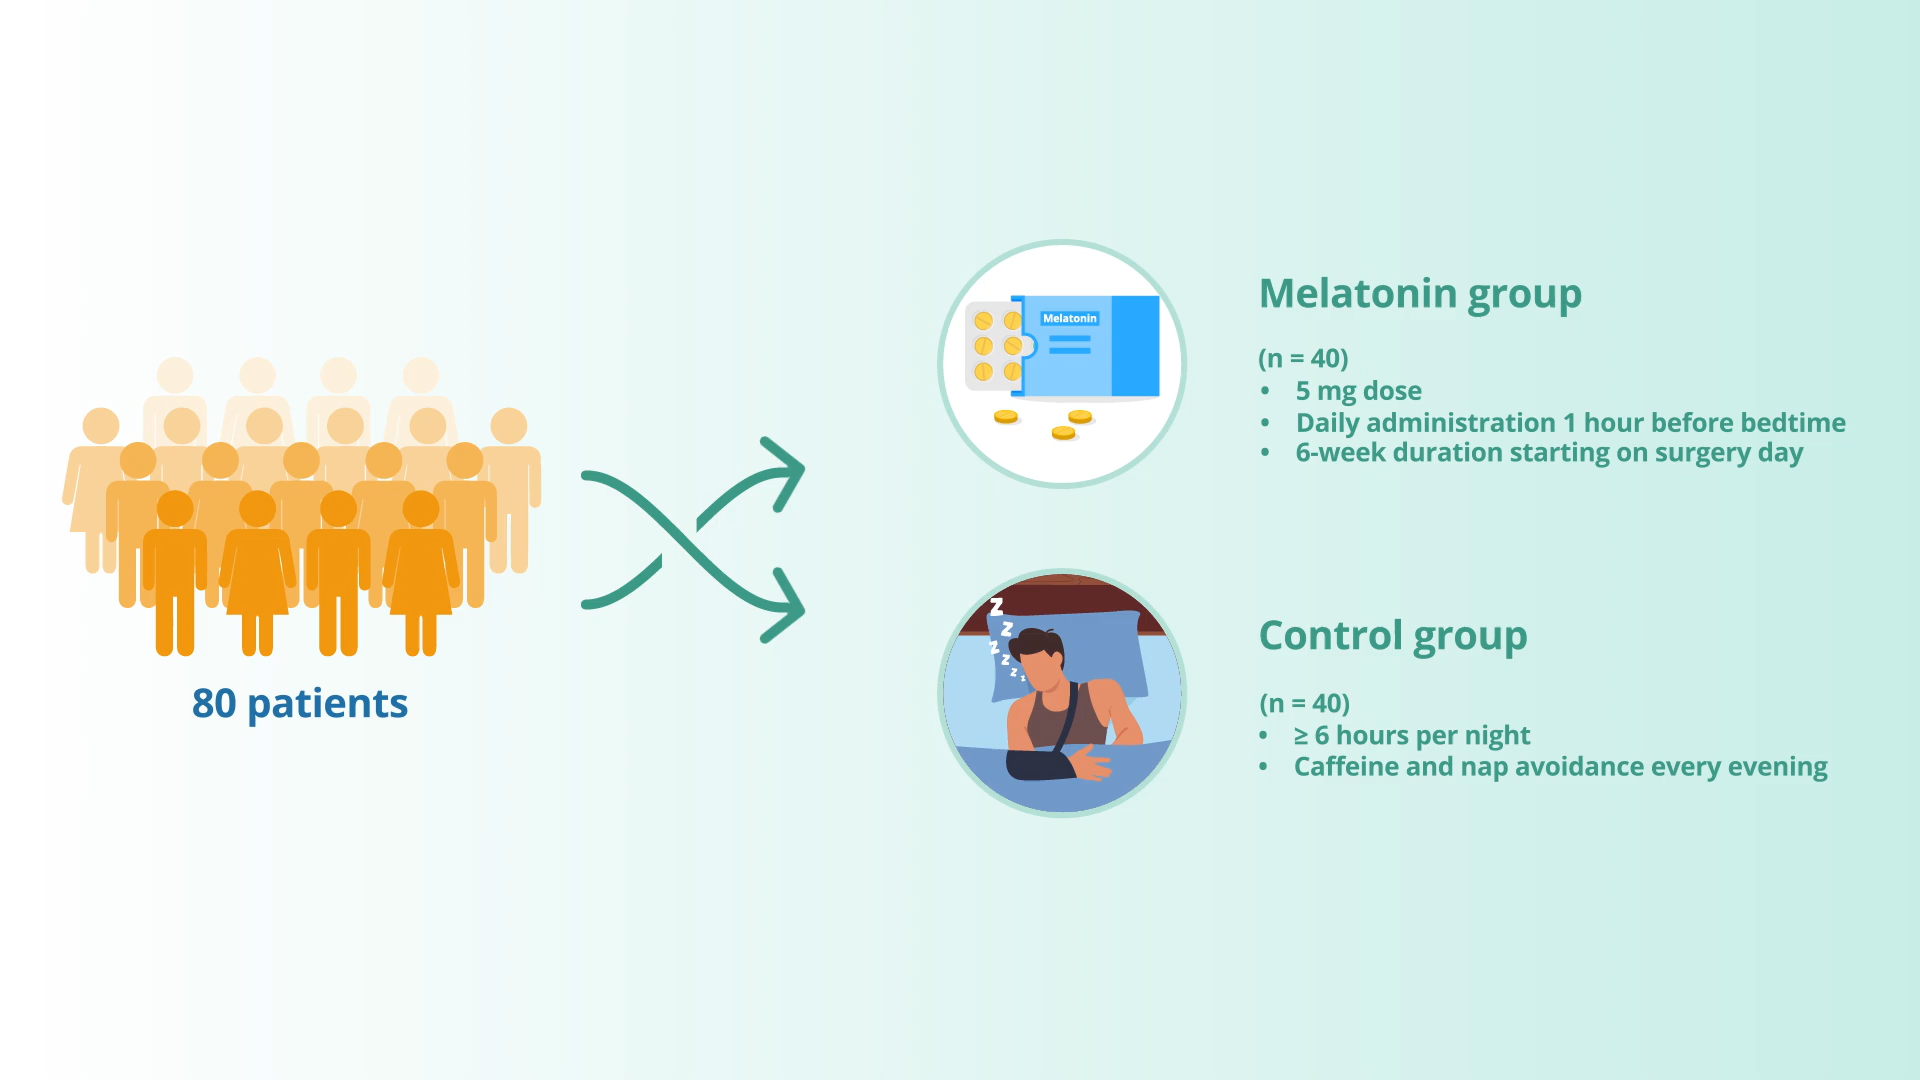 80 patients
Melatonin
Melatonin group
(n = 40)
• 5 mg dose
• Daily administration 1 hour before bedtime
• 6-week duration starting on surgery day
z
z
z
z
z
z
Control group
(n = 40)
• ≥ 6 hours per night
• Caffeine and nap avoidance every evening